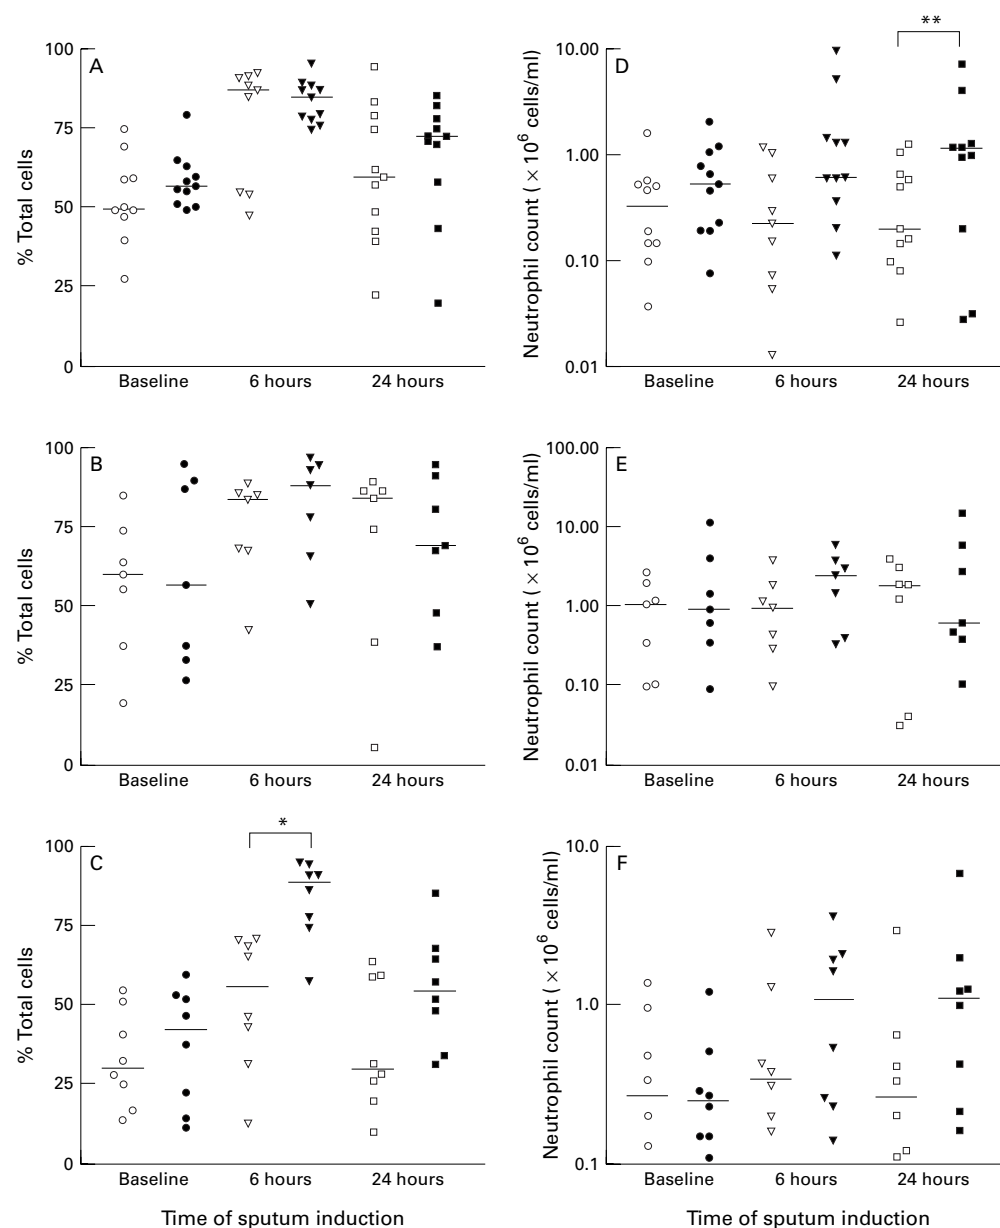 **
100
75
50
25
0
% Total cells
A
Baseline
6 hours
24 hours
10.00
1.00
0.10
0.01
Neutrophil count ( × 10⁶ cells/ml)
D
Baseline
6 hours
24 hours
100
75
50
25
0
% Total cells
B
Baseline
6 hours
24 hours
100.00
10.00
1.00
0.10
0.01
Neutrophil count ( × 10⁶ cells/ml)
E
Baseline
6 hours
24 hours
*
100
75
50
25
0
% Total cells
C
Baseline
6 hours
24 hours
Time of sputum induction
10.0
1.0
0.1
Neutrophil count ( × 10⁶ cells/ml)
F
Baseline
6 hours
24 hours
Time of sputum induction